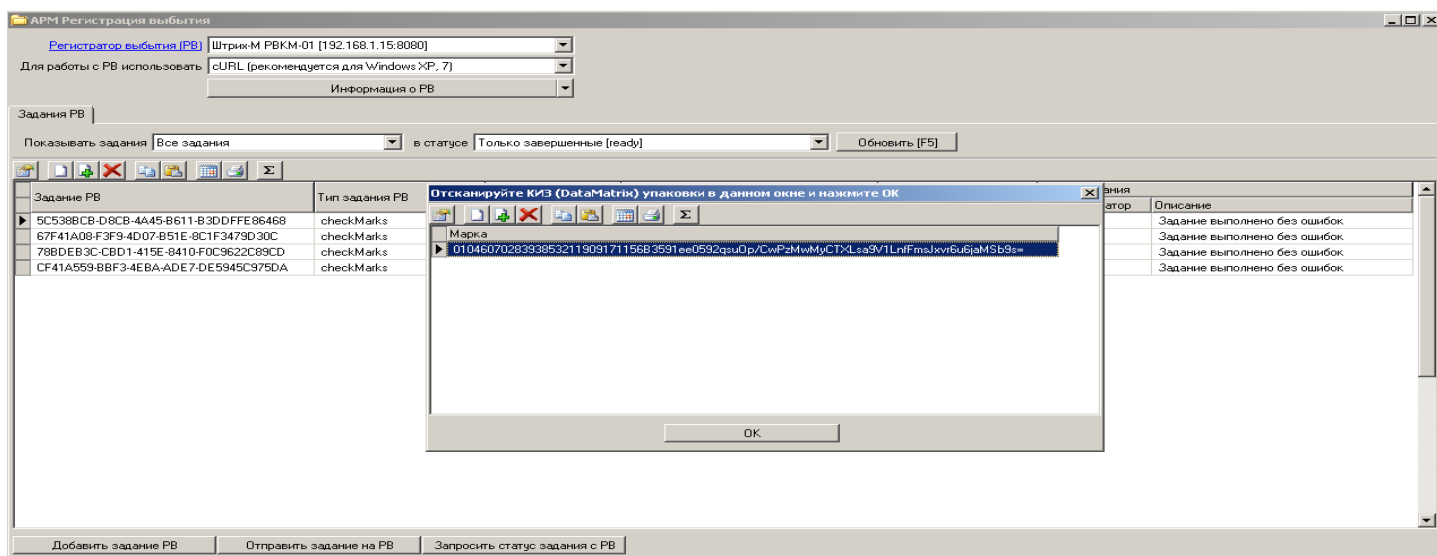 АРМ Регистрация выбытия
Регистратор выбытия (РВ) Штрих-М РВКМ-01 [192.168.1.15:8080]
Для работы с РВ использовать cURL (рекомендуется для Windows XP, 7)
Информация о РВ
Задания РВ
Показывать задания Все задания в статусе Только завершенные [ready] Обновить [F5]
Задание РВ Тип задания РВ
5C538BCB-D8CB-4A45-B611-B3DDFFE86468 checkMarks
67F41A08-F3F9-4D07-B51E-8C1F3479D30C checkMarks
78BDEB3C-CBD1-415E-8410-F0C9622C89CD checkMarks
CF41A559-BBF3-4EBA-ADE7-DE5945C975DA checkMarks
Отсканируйте КИЗ (DataMatrix) упаковки в данном окне и нажмите ОК
Марка
0104607028393853211909171156B3591ee0592qsuOp/CwPzMwMyCTXLsa9V1LnfFmsJxvr6u6jaMSb9s=
OK
ания
атор Описание
Задание выполнено без ошибок
Задание выполнено без ошибок
Задание выполнено без ошибок
Задание выполнено без ошибок
Добавить задание РВ Отправить задание на РВ Запросить статус задания с РВ